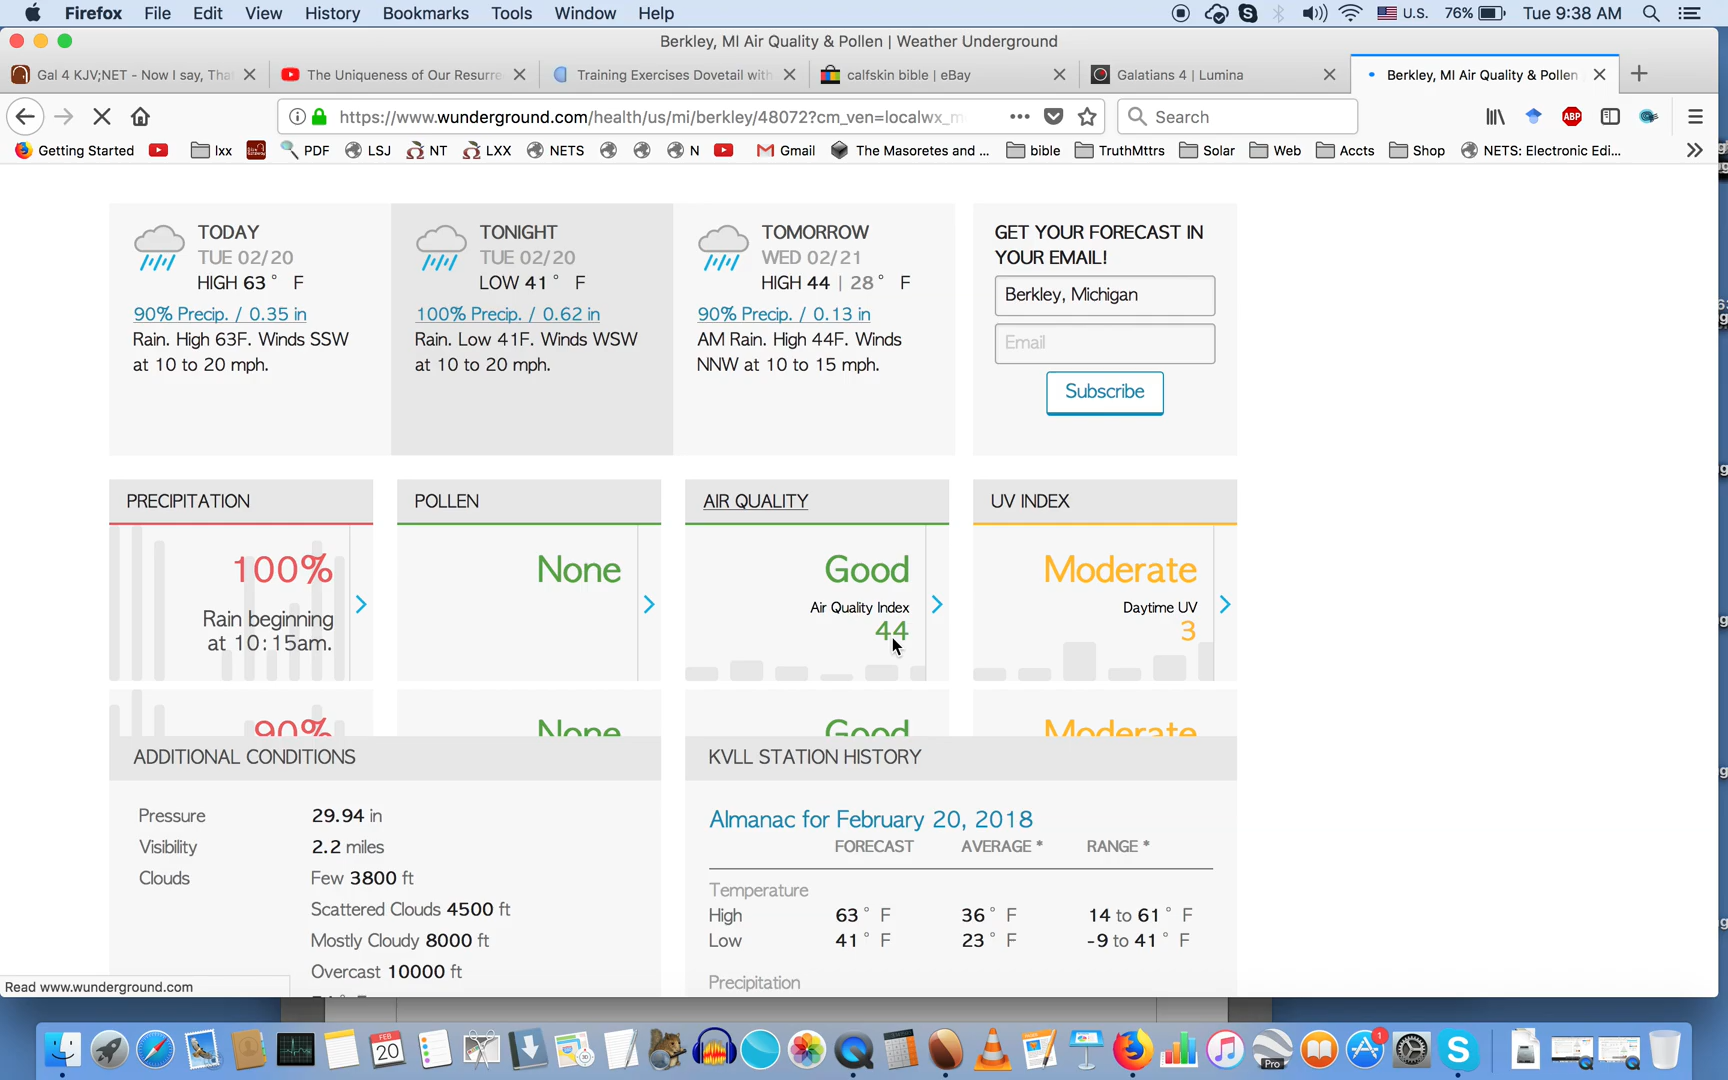 Firefox File Edit View History Bookmarks Tools Window Help U.S. 76% Tue 9:38 AM
Berkley, MI Air Quality & Pollen | Weather Underground
Gal 4 KJV;NET - Now I say, Tha
The Uniqueness of Our Resurre
Training Exercises Dovetail with
calfskin bible | eBay
Galatians 4 | Lumina
Berkley, MI Air Quality & Pollen
https://www.wunderground.com/health/us/mi/berkley/48072?cm_ven=localwx_m
Search
ABP
Getting Started lxx PDF LSJ NT LXX NETS N Gmail The Masoretes and ... bible TruthMttrs Solar Web Accts Shop NETS: Electronic Edi...
TODAY
TUE 02/20
HIGH 63° F
90% Precip. / 0.35 in
Rain. High 63F. Winds SSW
at 10 to 20 mph.
TONIGHT
TUE 02/20
LOW 41° F
100% Precip. / 0.62 in
Rain. Low 41F. Winds WSW
at 10 to 20 mph.
TOMORROW
WED 02/21
HIGH 44 | 28° F
90% Precip. / 0.13 in
AM Rain. High 44F. Winds
NNW at 10 to 15 mph.
GET YOUR FORECAST IN
YOUR EMAIL!
Berkley, Michigan
Email
Subscribe
PRECIPITATION
100%
Rain beginning
at 10:15am.
90%
POLLEN
None
None
AIR QUALITY
Good
Air Quality Index
44
Good
UV INDEX
Moderate
Daytime UV
3
Moderate
ADDITIONAL CONDITIONS
Pressure 29.94 in
Visibility 2.2 miles
Clouds Few 3800 ft
Scattered Clouds 4500 ft
Mostly Cloudy 8000 ft
Overcast 10000 ft
KVLL STATION HISTORY
Almanac for February 20, 2018
FORECAST AVERAGE * RANGE *
Temperature
High 63° F 36° F 14 to 61° F
Low 41° F 23° F -9 to 41° F
Precipitation
Read www.wunderground.com
FEB
20
Pro
1